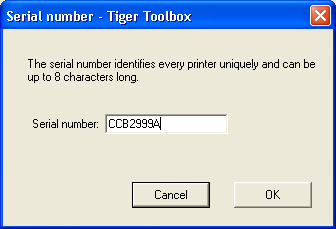 Serial number - Tiger Toolbox
The serial number identifies every printer uniquely and can be
up to 8 characters long.
Serial number: CCB2999A
Cancel OK